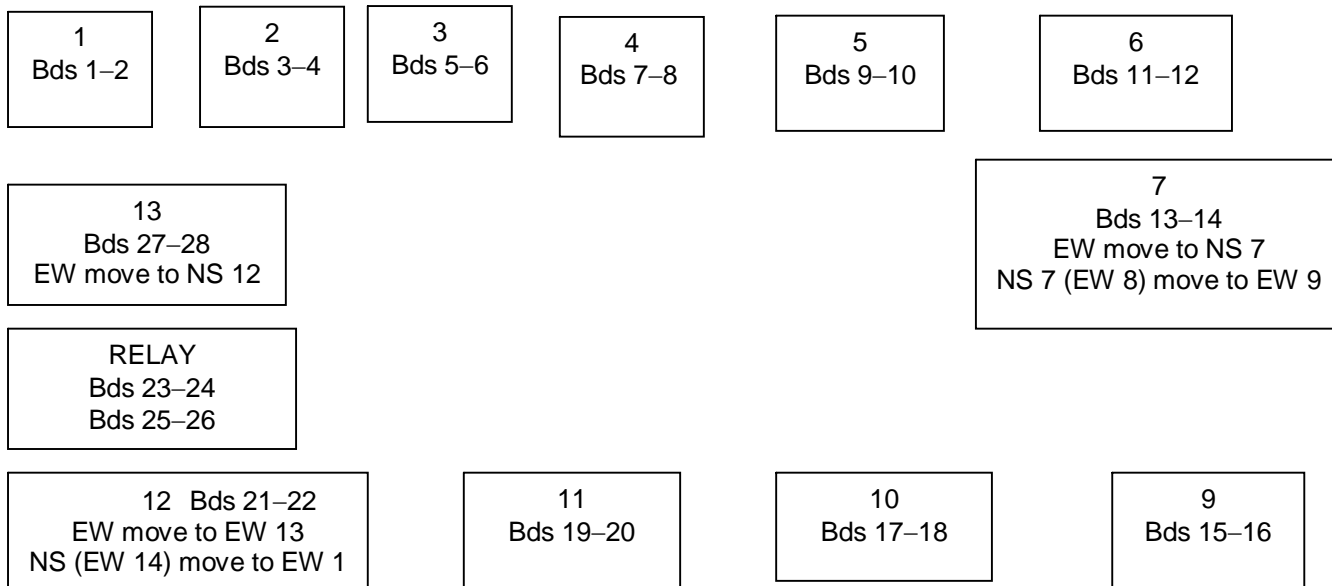 1
Bds 1–2
2
Bds 3–4
3
Bds 5–6
4
Bds 7–8
5
Bds 9–10
6
Bds 11–12
13
Bds 27–28
EW move to NS 12
7
Bds 13–14
EW move to NS 7
NS 7 (EW 8) move to EW 9
RELAY
Bds 23–24
Bds 25–26
12 Bds 21–22
EW move to EW 13
NS (EW 14) move to EW 1
11
Bds 19–20
10
Bds 17–18
9
Bds 15–16